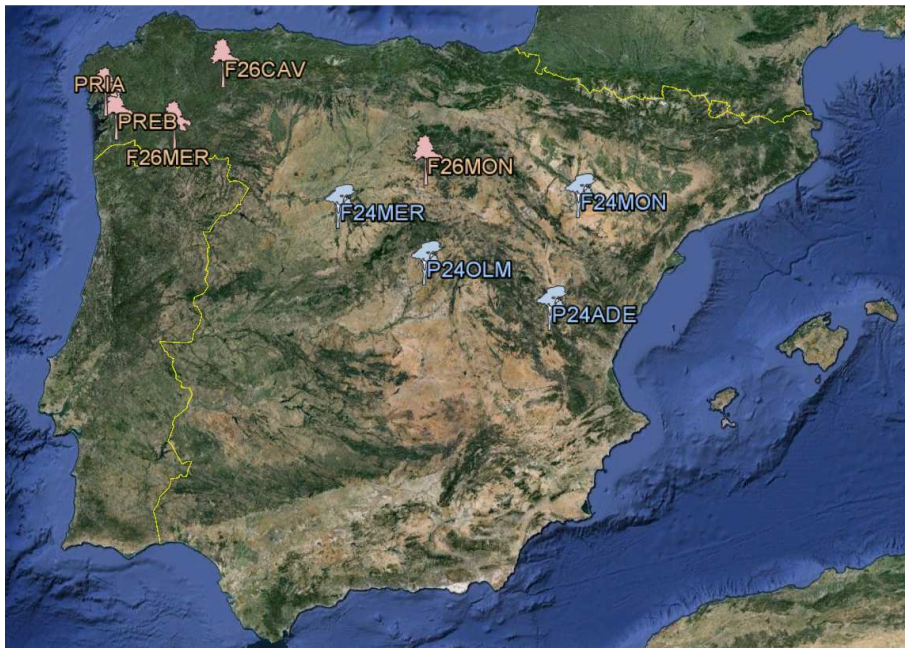 F26CAV
PRIA
PREB
F26MER
F26MON
F24MER
F24MON
P24OLM
P24ADE